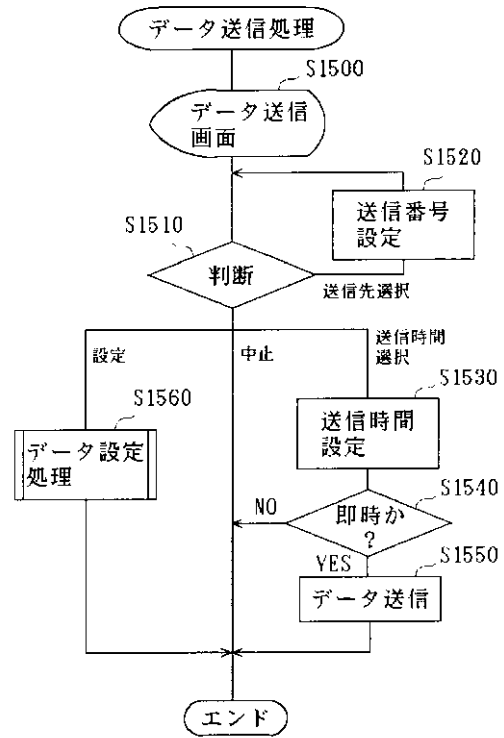 データ送信処理
S1500
データ送信
画面
S1520
送信番号
設定
S1510
判断
送信先選択
設定
中止
送信時間
選択
S1530
送信時間
設定
S1560
データ設定
処理
S1540
即時か
?
NO
YES
S1550
データ送信
エンド